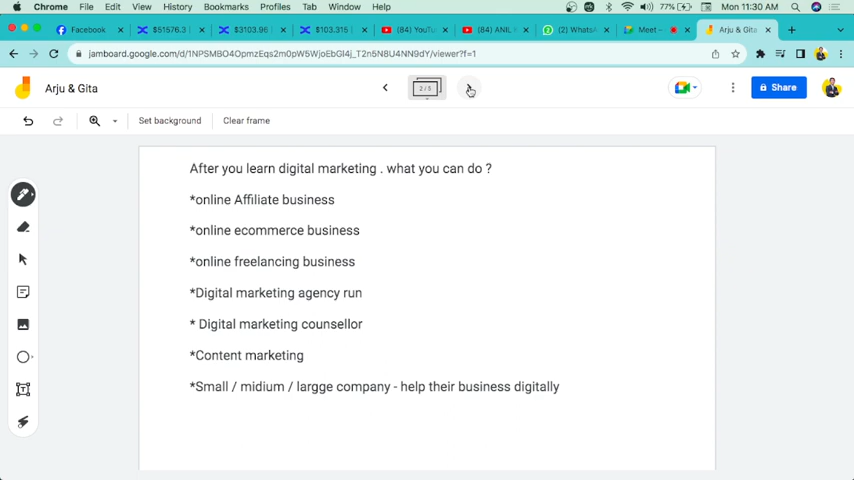 Chrome File Edit View History Bookmarks Profiles Tab Window Help 77% Mon 11:30 AM
Facebook $51576.3 $3103.96 $103.315 (84) YouTu (84) ANIL (2) WhatsA Meet – Arju & Gita
jamboard.google.com/d/1NPSMBO4OpmzEqs2m0pW5WjoEbGI4j_T2n5N8U4NN9dY/viewer?f=1
Arju & Gita 2 / 5 Share
Set background Clear frame
After you learn digital marketing . what you can do ?
*online Affiliate business
*online ecommerce business
*online freelancing business
*Digital marketing agency run
* Digital marketing counsellor
*Content marketing
*Small / midium / largge company - help their business digitally